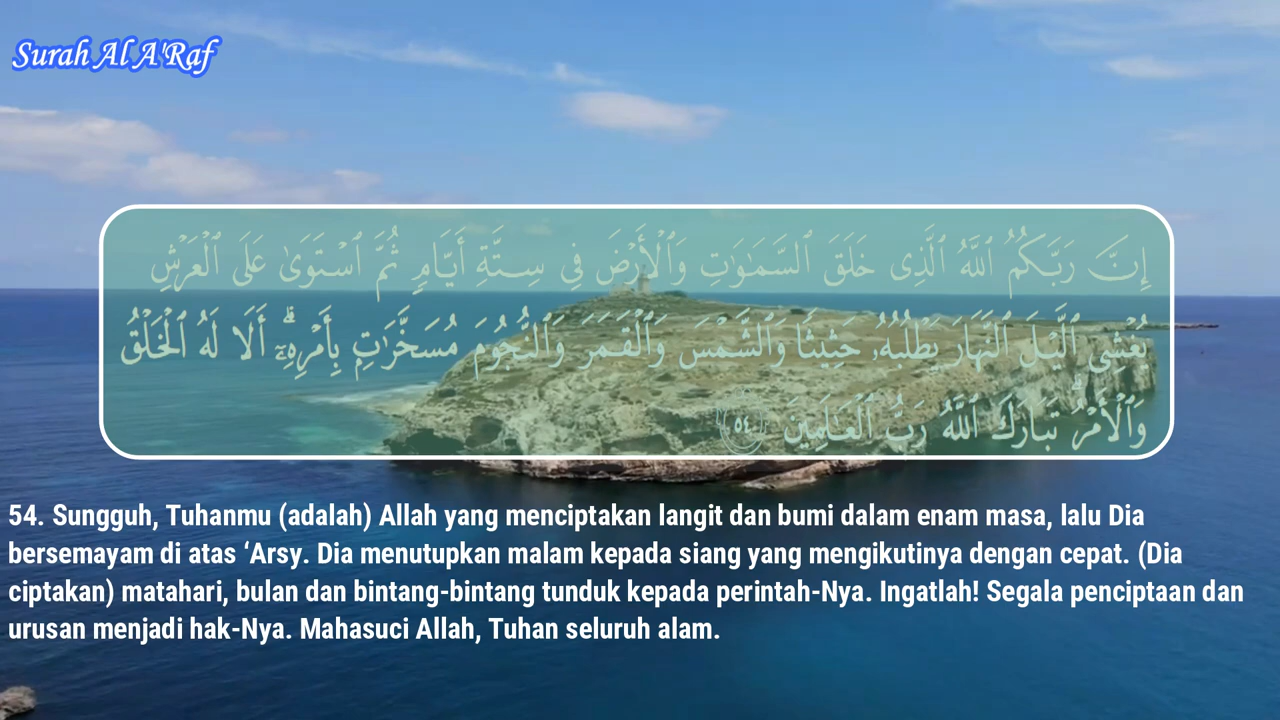 Surah Al A'Raf
إِنَّ رَبَّكُمُ ٱللَّهُ ٱلَّذِى خَلَقَ ٱلسَّمَـٰوَٰتِ وَٱلْأَرْضَ فِى سِتَّةِ أَيَّامٍ ثُمَّ ٱسْتَوَىٰ عَلَى ٱلْعَرْشِ
يُغْشِى ٱلَّيْلَ ٱلنَّهَارَ يَطْلُبُهُۥ حَثِيثًا وَٱلشَّمْسَ وَٱلْقَمَرَ وَٱلنُّجُومَ مُسَخَّرَٰتٍۭ بِأَمْرِهِۦٓ ۗ أَلَا لَهُ ٱلْخَلْقُ
وَٱلْأَمْرُ ۗ تَبَارَكَ ٱللَّهُ رَبُّ ٱلْعَـٰلَمِينَ ٥٤
54. Sungguh, Tuhanmu (adalah) Allah yang menciptakan langit dan bumi dalam enam masa, lalu Dia
bersemayam di atas ‘Arsy. Dia menutupkan malam kepada siang yang mengikutinya dengan cepat. (Dia
ciptakan) matahari, bulan dan bintang-bintang tunduk kepada perintah-Nya. Ingatlah! Segala penciptaan dan
urusan menjadi hak-Nya. Mahasuci Allah, Tuhan seluruh alam.